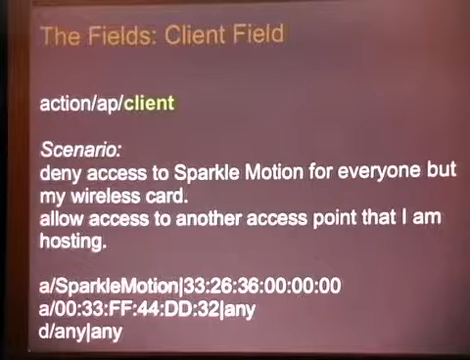 The Fields: Client Field
action/ap/client
Scenario:
deny access to Sparkle Motion for everyone but
my wireless card.
allow access to another access point that I am
hosting.
a/SparkleMotion|33:26:36:00:00:00
a/00:33:FF:44:DD:32|any
d/any|any